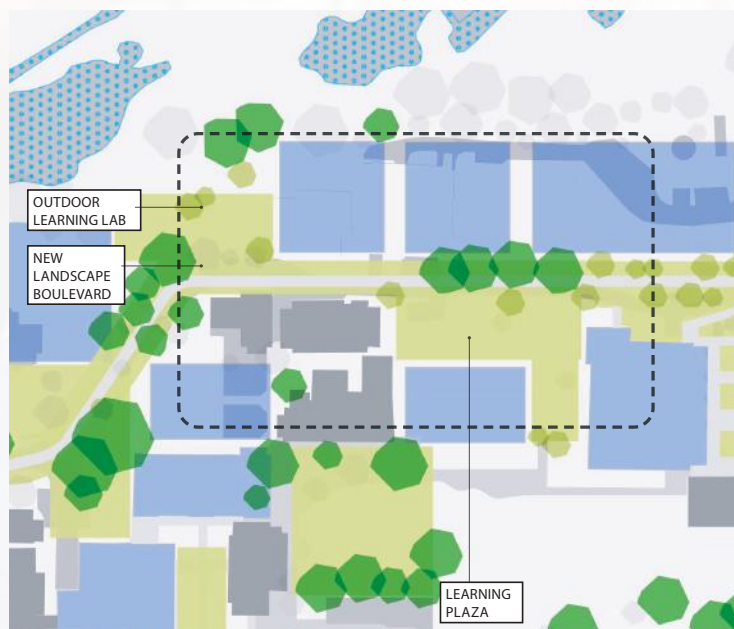 OUTDOOR
LEARNING LAB
NEW
LANDSCAPE
BOULEVARD
LEARNING
PLAZA